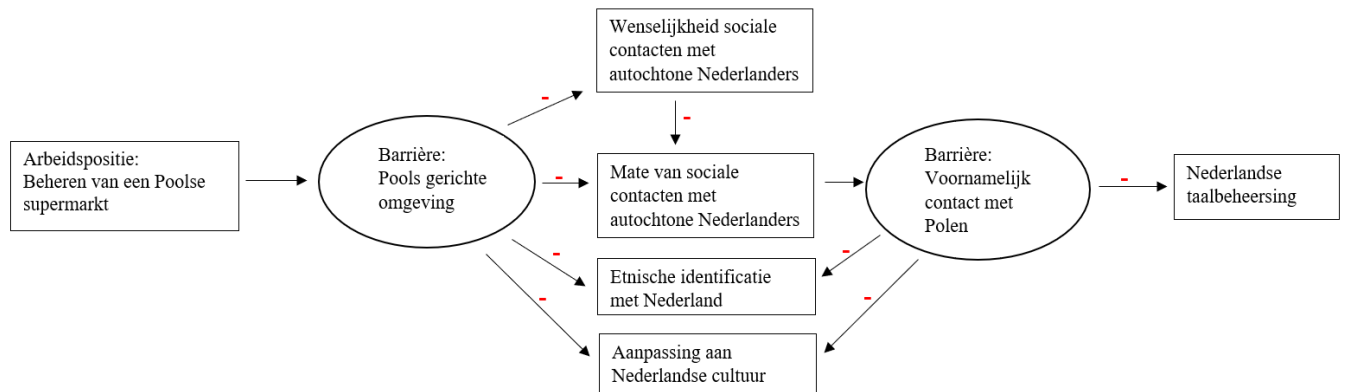 Wenselijkheid sociale
contacten met
autochtone Nederlanders
-
-
Arbeidspositie:
Beheren van een Poolse
supermarkt
Barrière:
Pools gerichte
omgeving
-
Mate van sociale
contacten met
autochtone Nederlanders
Barrière:
Voornamelijk
contact met
Polen
-
Nederlandse
taalbeheersing
-
-
Etnische identificatie
met Nederland
-
-
Aanpassing aan
Nederlandse cultuur